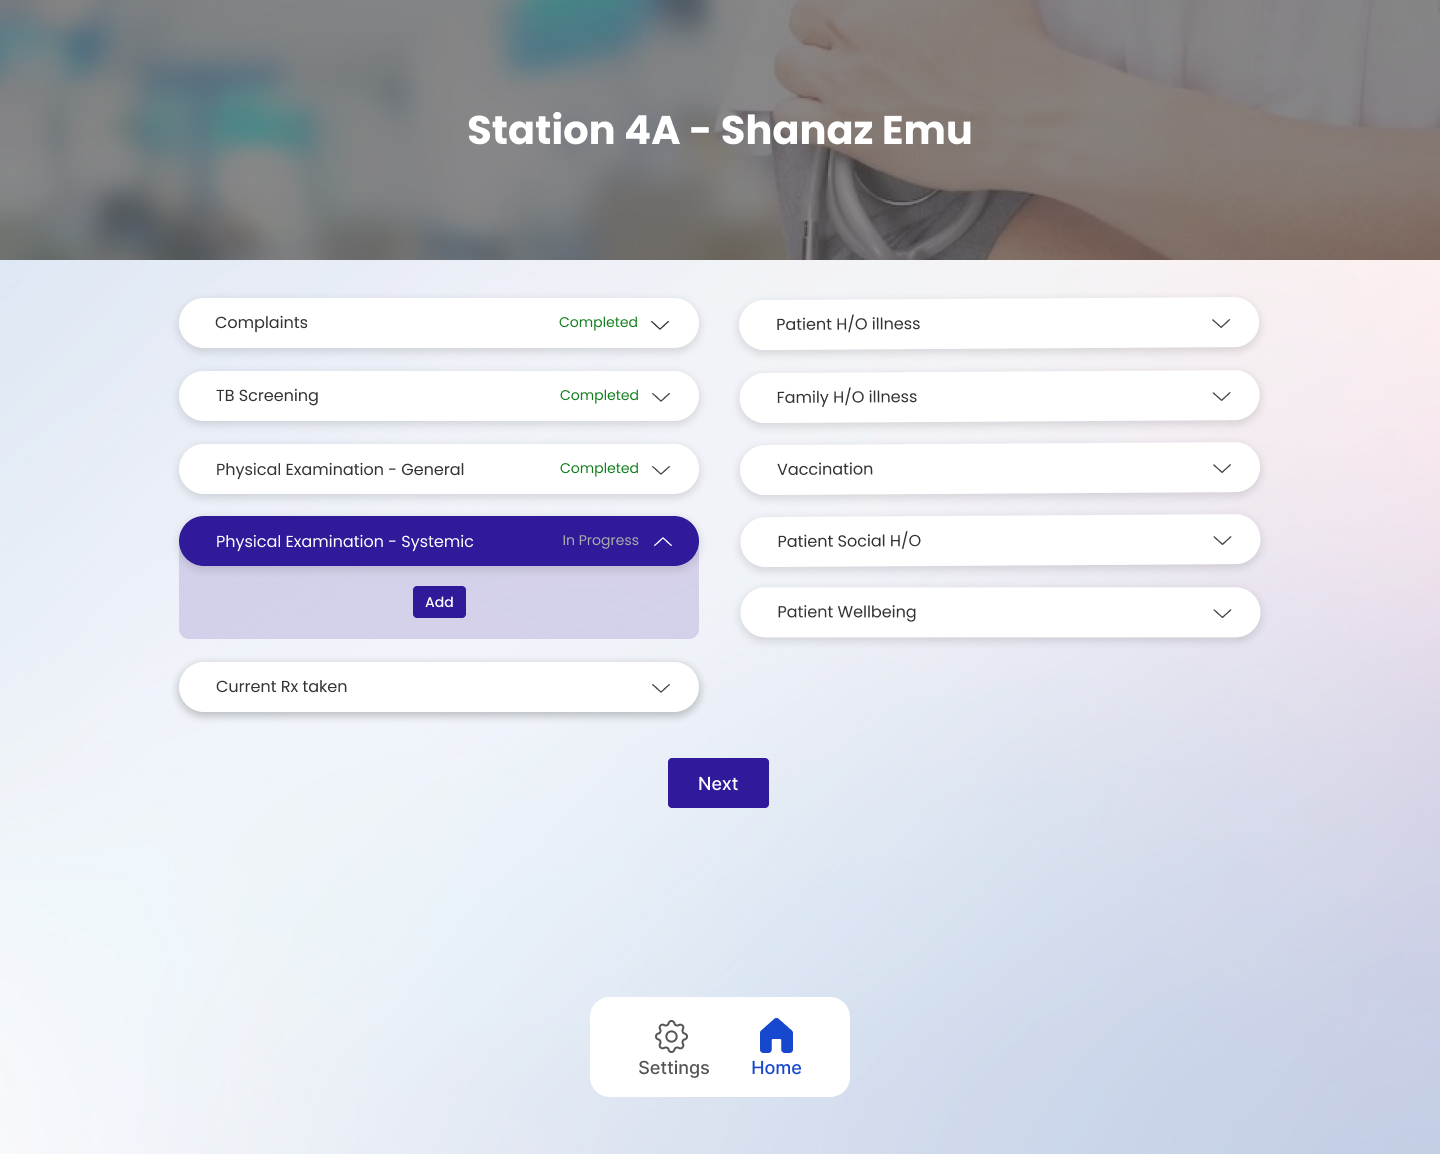 Station 4A - Shanaz Emu
Complaints Completed
TB Screening Completed
Physical Examination - General Completed
Physical Examination - Systemic In Progress
Add
Current Rx taken
Patient H/O illness
Family H/O illness
Vaccination
Patient Social H/O
Patient Wellbeing
Next
Settings Home